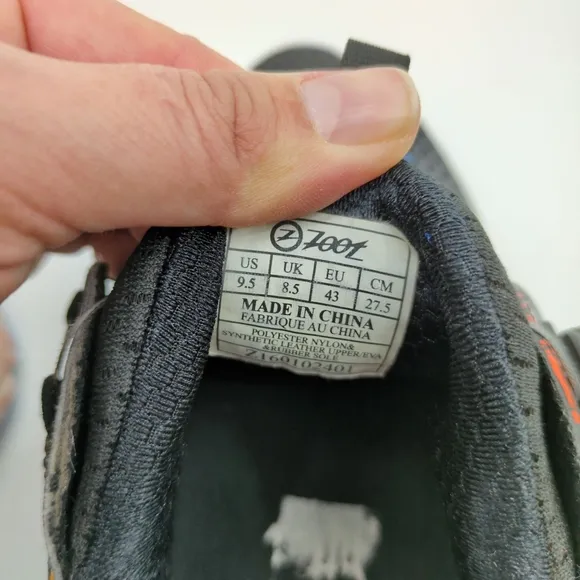 Z Zoot
US UK EU CM
9.5 8.5 43 27.5
MADE IN CHINA
FABRIQUE AU CHINA
POLYESTER NYLON&
SYNTHETIC LEATHER UPPER/EVA
&RUBBER SOLE
Z160102401